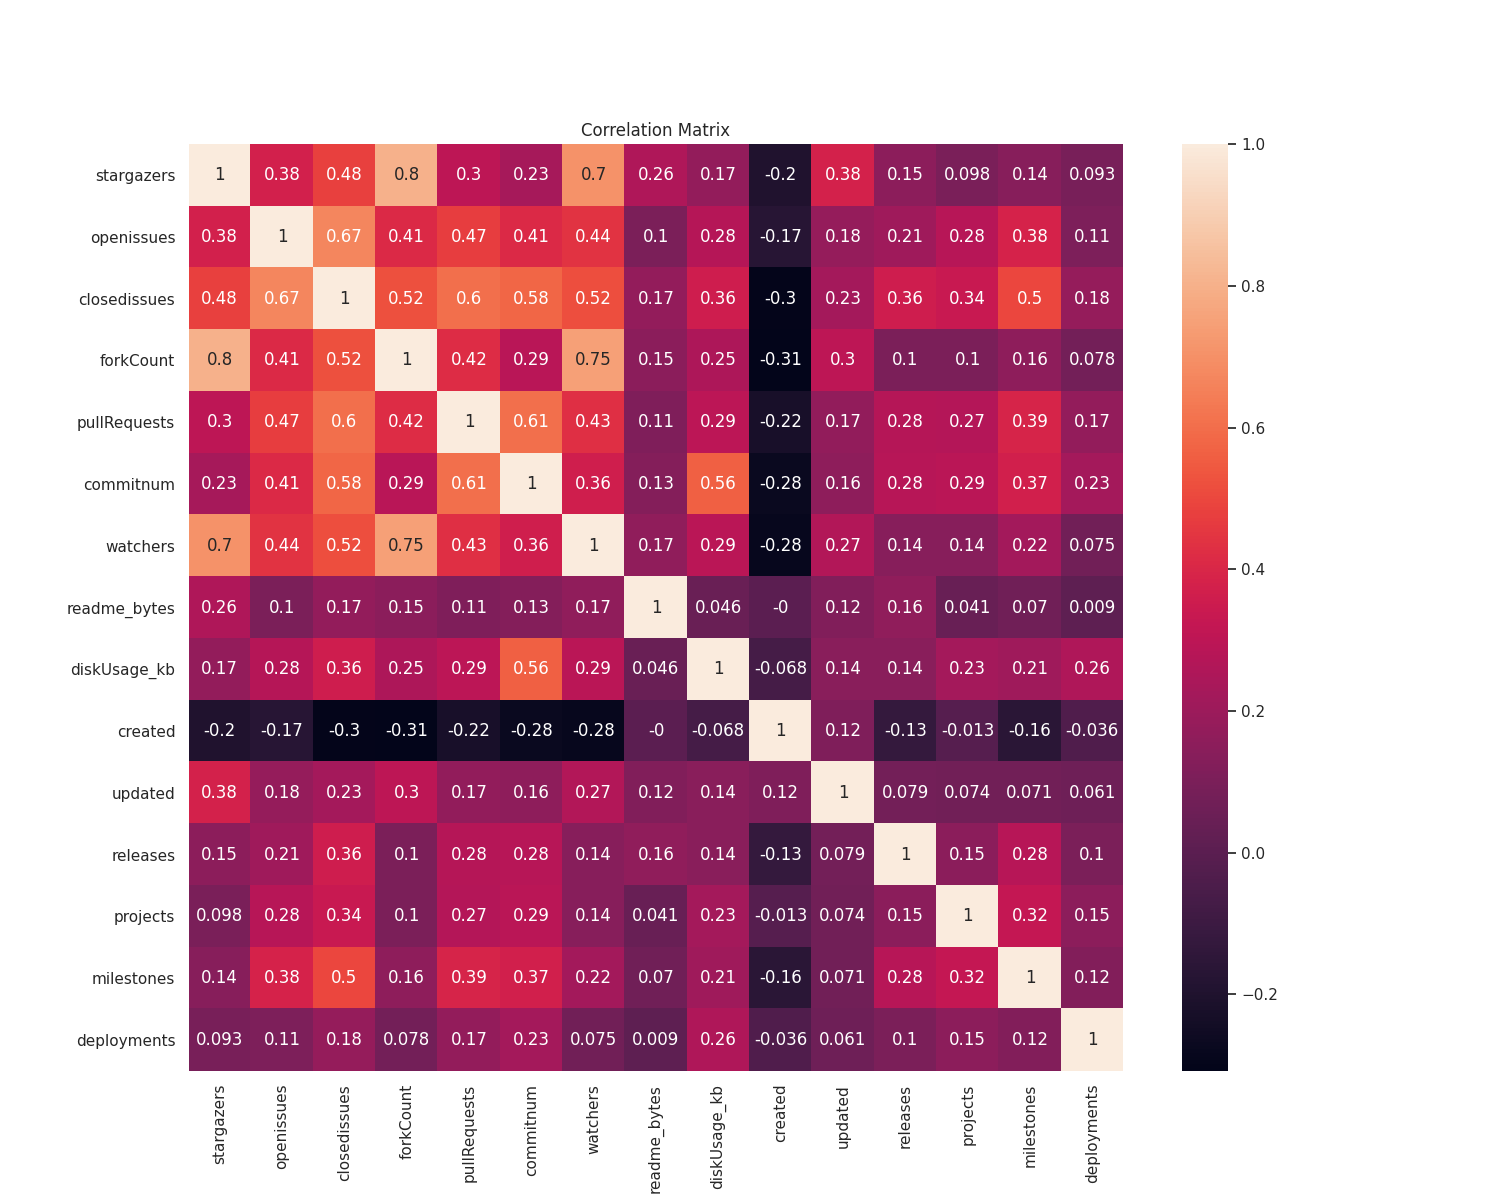 Correlation Matrix
stargazers 1 0.38 0.48 0.8 0.3 0.23 0.7 0.26 0.17 -0.2 0.38 0.15 0.098 0.14 0.093
openissues 0.38 1 0.67 0.41 0.47 0.41 0.44 0.1 0.28 -0.17 0.18 0.21 0.28 0.38 0.11
closedissues 0.48 0.67 1 0.52 0.6 0.58 0.52 0.17 0.36 -0.3 0.23 0.36 0.34 0.5 0.18
forkCount 0.8 0.41 0.52 1 0.42 0.29 0.75 0.15 0.25 -0.31 0.3 0.1 0.1 0.16 0.078
pullRequests 0.3 0.47 0.6 0.42 1 0.61 0.43 0.11 0.29 -0.22 0.17 0.28 0.27 0.39 0.17
commitnum 0.23 0.41 0.58 0.29 0.61 1 0.36 0.13 0.56 -0.28 0.16 0.28 0.29 0.37 0.23
watchers 0.7 0.44 0.52 0.75 0.43 0.36 1 0.17 0.29 -0.28 0.27 0.14 0.14 0.22 0.075
readme_bytes 0.26 0.1 0.17 0.15 0.11 0.13 0.17 1 0.046 -0 0.12 0.16 0.041 0.07 0.009
diskUsage_kb 0.17 0.28 0.36 0.25 0.29 0.56 0.29 0.046 1 -0.068 0.14 0.14 0.23 0.21 0.26
created -0.2 -0.17 -0.3 -0.31 -0.22 -0.28 -0.28 -0 -0.068 1 0.12 -0.13 -0.013 -0.16 -0.036
updated 0.38 0.18 0.23 0.3 0.17 0.16 0.27 0.12 0.14 0.12 1 0.079 0.074 0.071 0.061
releases 0.15 0.21 0.36 0.1 0.28 0.28 0.14 0.16 0.14 -0.13 0.079 1 0.15 0.28 0.1
projects 0.098 0.28 0.34 0.1 0.27 0.29 0.14 0.041 0.23 -0.013 0.074 0.15 1 0.32 0.15
milestones 0.14 0.38 0.5 0.16 0.39 0.37 0.22 0.07 0.21 -0.16 0.071 0.28 0.32 1 0.12
deployments 0.093 0.11 0.18 0.078 0.17 0.23 0.075 0.009 0.26 -0.036 0.061 0.1 0.15 0.12 1
stargazers openissues closedissues forkCount pullRequests commitnum watchers readme_bytes diskUsage_kb created updated releases projects milestones deployments
1.0
0.8
0.6
0.4
0.2
0.0
−0.2